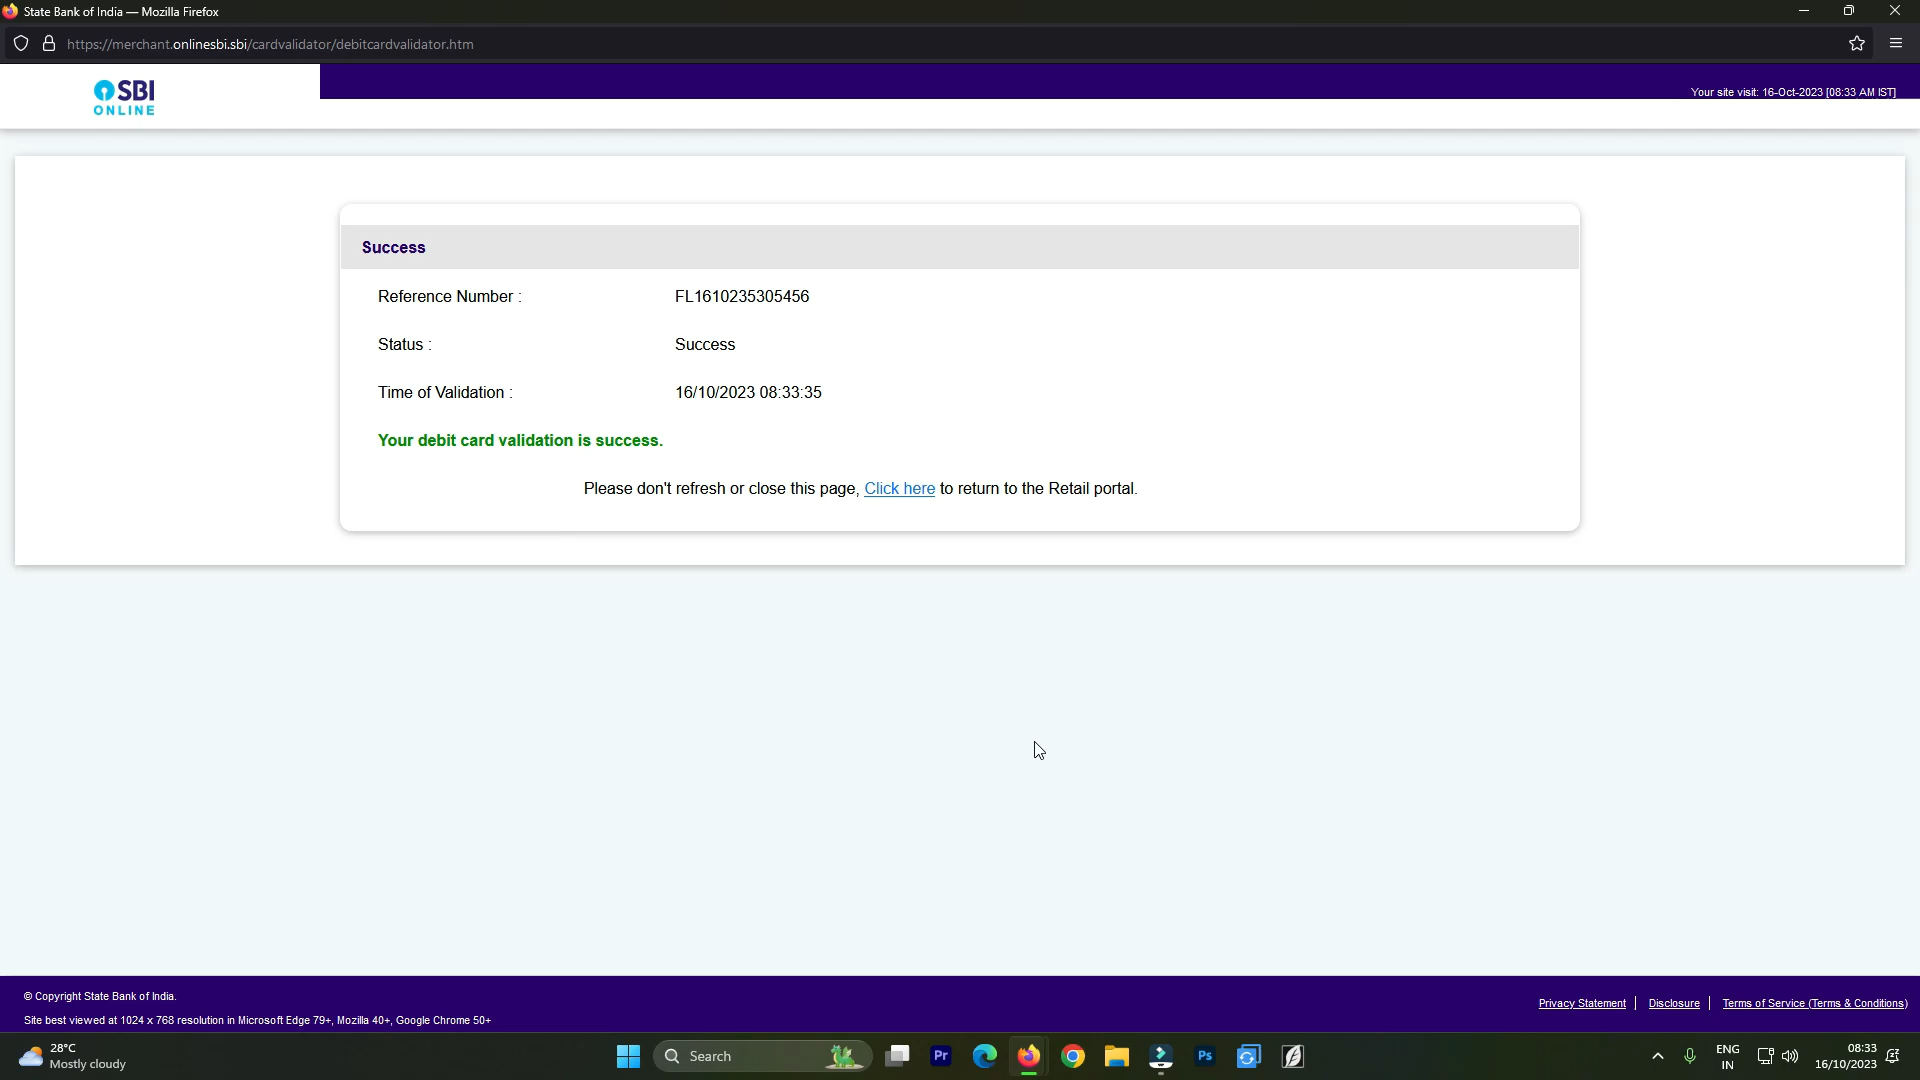 State Bank of India — Mozilla Firefox
https://merchant.onlinesbi.sbi/cardvalidator/debitcardvalidator.htm
SBI
ONLINE
Your site visit: 16-Oct-2023 [08:33 AM IST]
Success
Reference Number : FL1610235305456
Status : Success
Time of Validation : 16/10/2023 08:33:35
Your debit card validation is success.
Please don't refresh or close this page, Click here to return to the Retail portal.
© Copyright State Bank of India.
Privacy Statement | Disclosure | Terms of Service (Terms & Conditions)
Site best viewed at 1024 x 768 resolution in Microsoft Edge 79+, Mozilla 40+, Google Chrome 50+
28°C
Mostly cloudy
Search
Pr
Ps
ENG
IN
08:33
16/10/2023